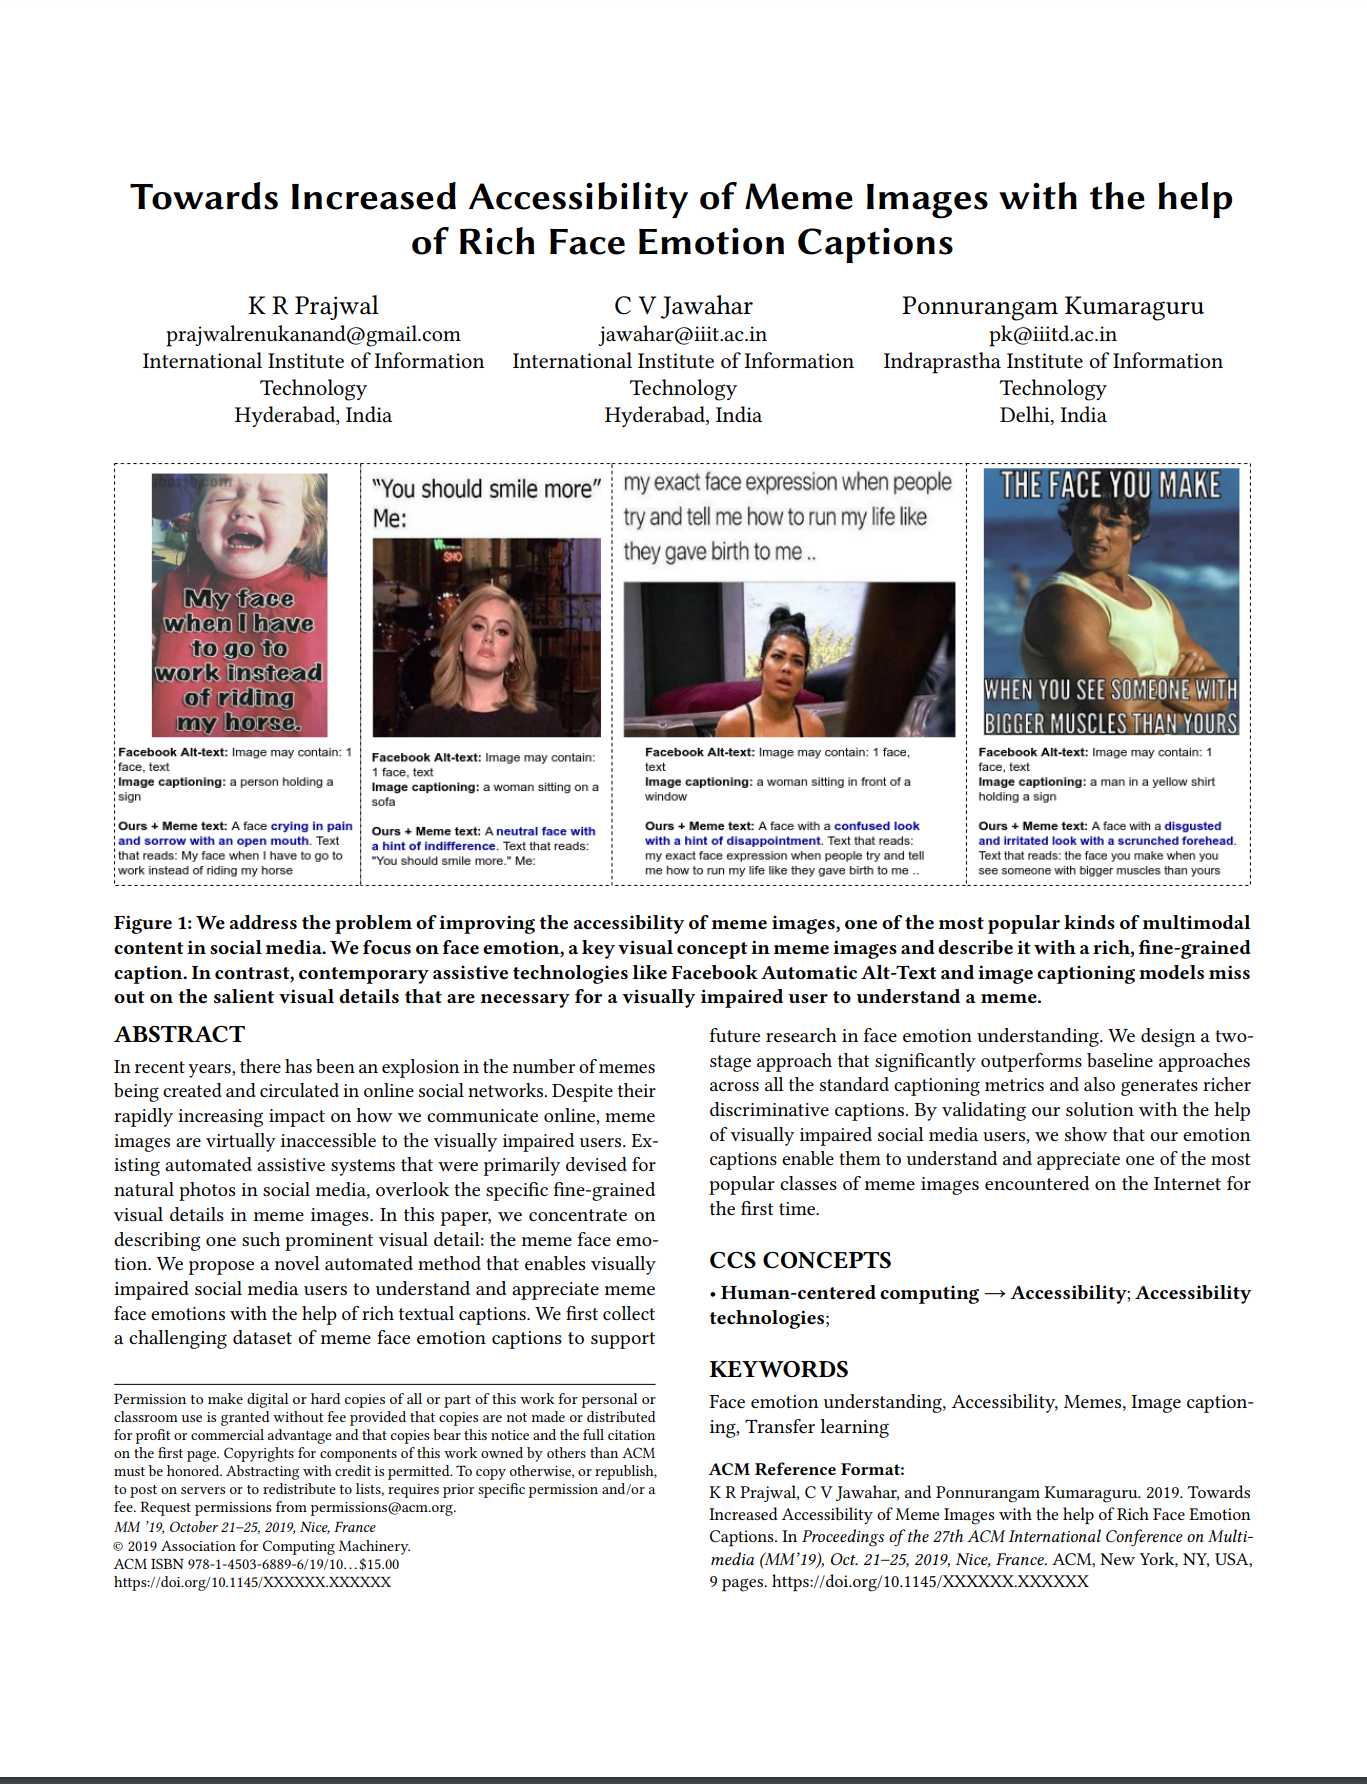 Towards Increased Accessibility of Meme Images with the help
of Rich Face Emotion Captions
K R Prajwal
prajwalrenukanand@gmail.com
International Institute of Information
Technology
Hyderabad, India
C V Jawahar
jawahar@iiit.ac.in
International Institute of Information
Technology
Hyderabad, India
Ponnurangam Kumaraguru
pk@iiitd.ac.in
Indraprastha Institute of Information
Technology
Delhi, India
My face
when I have
to go to
work instead
of riding
my horse.
Facebook Alt-text: Image may contain: 1
face, text
Image captioning: a person holding a
sign
Ours + Meme text: A face crying in pain
and sorrow with an open mouth. Text
that reads: My face when I have to go to
work instead of riding my horse
"You should smile more"
Me:
SNO
Facebook Alt-text: Image may contain:
1 face, text
Image captioning: a woman sitting on a
sofa
Ours + Meme text: A neutral face with
a hint of indifference. Text that reads:
"You should smile more." Me:
my exact face expression when people
try and tell me how to run my life like
they gave birth to me ..
Facebook Alt-text: Image may contain: 1 face,
text
Image captioning: a woman sitting in front of a
window
Ours + Meme text: A face with a confused look
with a hint of disappointment. Text that reads:
my exact face expression when people try and tell
me how to run my life like they gave birth to me ..
THE FACE YOU MAKE
WHEN YOU SEE SOMEONE WITH
BIGGER MUSCLES THAN YOURS
Facebook Alt-text: Image may contain: 1
face, text
Image captioning: a man in a yellow shirt
holding a sign
Ours + Meme text: A face with a disgusted
and irritated look with a scrunched forehead.
Text that reads: the face you make when you
see someone with bigger muscles than yours
Figure 1: We address the problem of improving the accessibility of meme images, one of the most popular kinds of multimodal
content in social media. We focus on face emotion, a key visual concept in meme images and describe it with a rich, fine-grained
caption. In contrast, contemporary assistive technologies like Facebook Automatic Alt-Text and image captioning models miss
out on the salient visual details that are necessary for a visually impaired user to understand a meme.
ABSTRACT
In recent years, there has been an explosion in the number of memes
being created and circulated in online social networks. Despite their
rapidly increasing impact on how we communicate online, meme
images are virtually inaccessible to the visually impaired users. Ex-
isting automated assistive systems that were primarily devised for
natural photos in social media, overlook the specific fine-grained
visual details in meme images. In this paper, we concentrate on
describing one such prominent visual detail: the meme face emo-
tion. We propose a novel automated method that enables visually
impaired social media users to understand and appreciate meme
face emotions with the help of rich textual captions. We first collect
a challenging dataset of meme face emotion captions to support
Permission to make digital or hard copies of all or part of this work for personal or
classroom use is granted without fee provided that copies are not made or distributed
for profit or commercial advantage and that copies bear this notice and the full citation
on the first page. Copyrights for components of this work owned by others than ACM
must be honored. Abstracting with credit is permitted. To copy otherwise, or republish,
to post on servers or to redistribute to lists, requires prior specific permission and/or a
fee. Request permissions from permissions@acm.org.
MM '19, October 21–25, 2019, Nice, France
© 2019 Association for Computing Machinery.
ACM ISBN 978-1-4503-6889-6/19/10...$15.00
https://doi.org/10.1145/XXXXXX.XXXXXX
future research in face emotion understanding. We design a two-
stage approach that significantly outperforms baseline approaches
across all the standard captioning metrics and also generates richer
discriminative captions. By validating our solution with the help
of visually impaired social media users, we show that our emotion
captions enable them to understand and appreciate one of the most
popular classes of meme images encountered on the Internet for
the first time.
CCS CONCEPTS
• Human-centered computing → Accessibility; Accessibility
technologies;
KEYWORDS
Face emotion understanding, Accessibility, Memes, Image caption-
ing, Transfer learning
ACM Reference Format:
K R Prajwal, C V Jawahar, and Ponnurangam Kumaraguru. 2019. Towards
Increased Accessibility of Meme Images with the help of Rich Face Emotion
Captions. In Proceedings of the 27th ACM International Conference on Multi-
media (MM'19), Oct. 21–25, 2019, Nice, France. ACM, New York, NY, USA,
9 pages. https://doi.org/10.1145/XXXXXX.XXXXXX